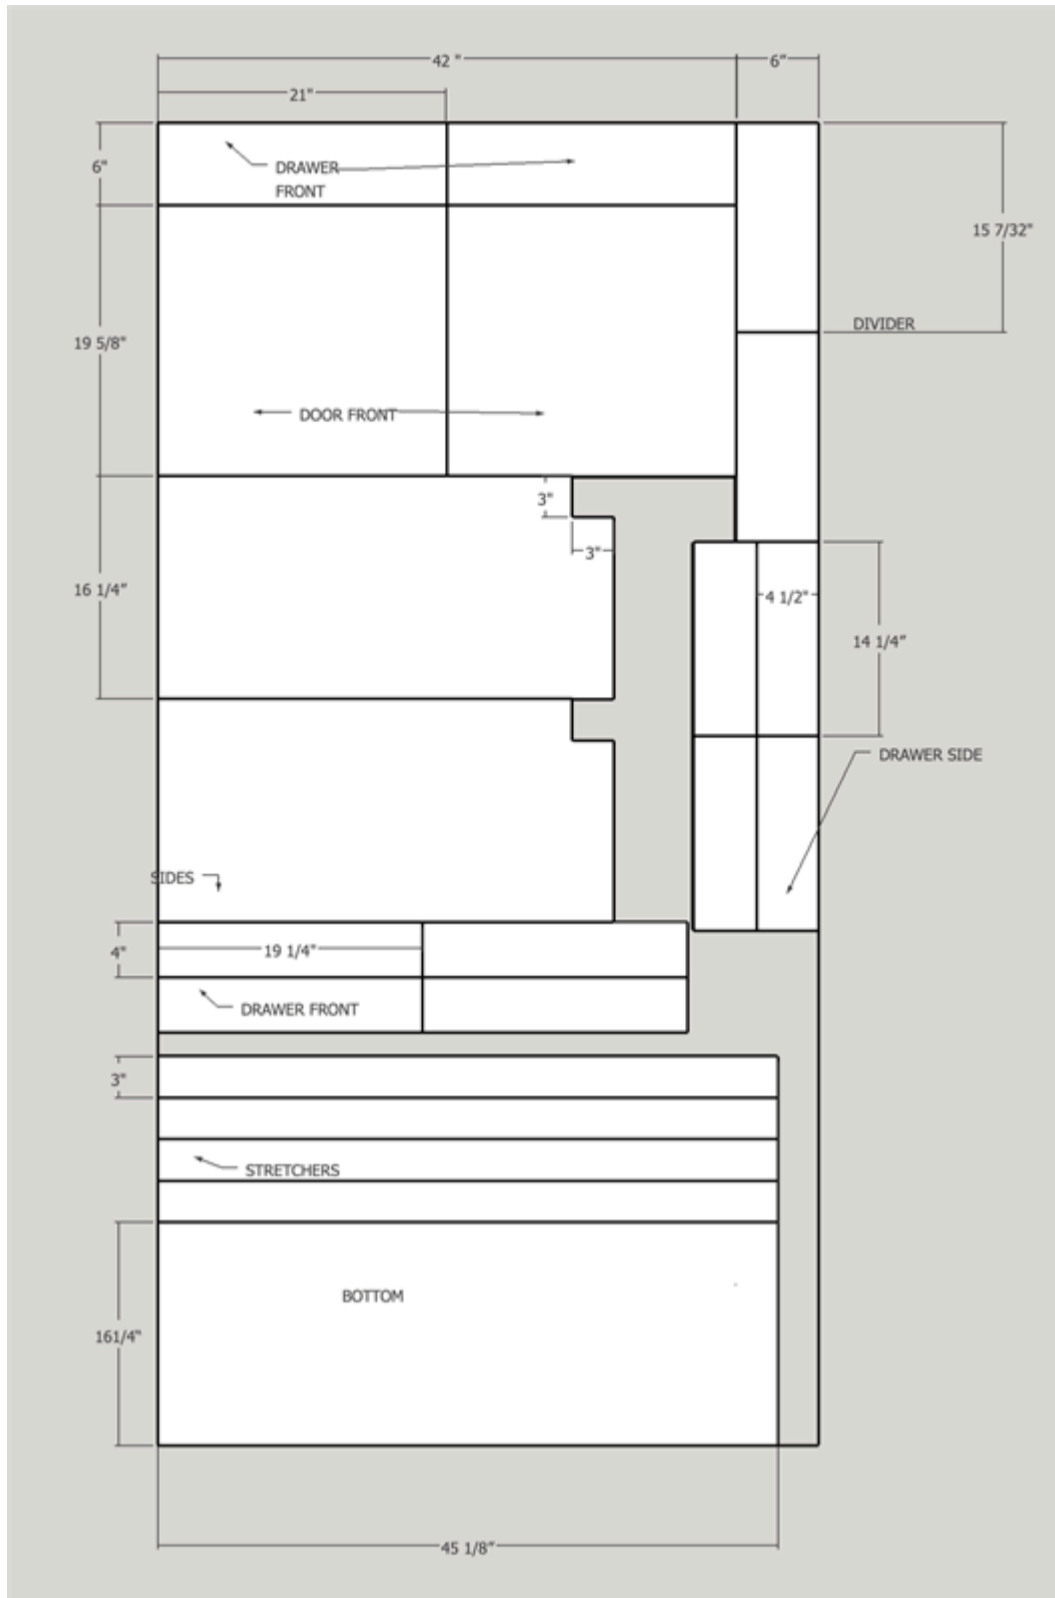 42 "
6"
21"
6"
DRAWER
FRONT
15 7/32"
DIVIDER
19 5/8"
DOOR FRONT
3"
3"
16 1/4"
4 1/2"
14 1/4"
DRAWER SIDE
SIDES
4"
19 1/4"
DRAWER FRONT
3"
STRETCHERS
BOTTOM
161/4"
45 1/8"